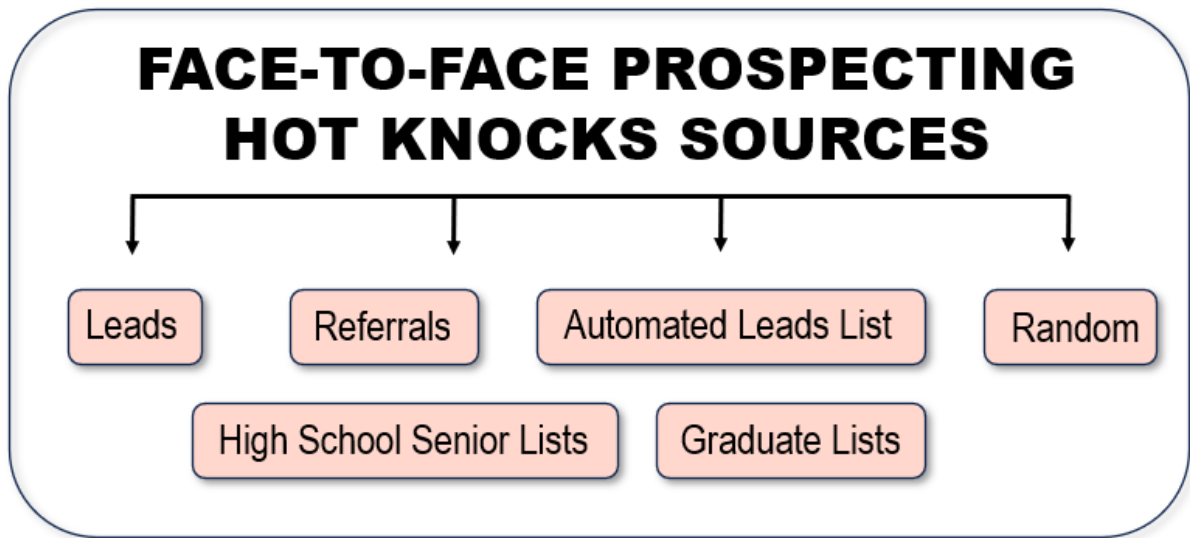 FACE-TO-FACE PROSPECTING
HOT KNOCKS SOURCES
Leads
Referrals
Automated Leads List
Random
High School Senior Lists
Graduate Lists